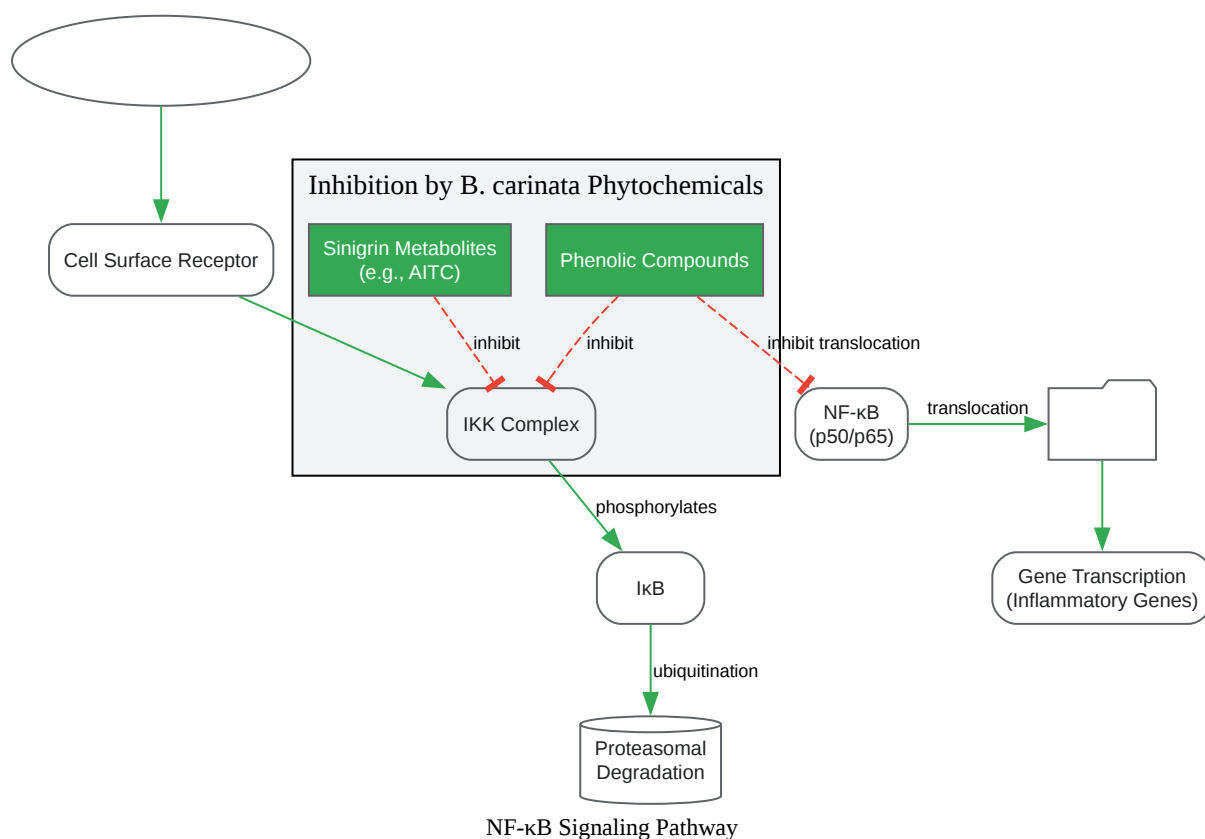 Inhibition by B. carinata Phytochemicals
Sinigrin Metabolites
(e.g., AITC)
Phenolic Compounds
Cell Surface Receptor
inhibit
inhibit
inhibit translocation
IKK Complex
NF-κB
(p50/p65)
translocation
phosphorylates
IκB
Gene Transcription
(Inflammatory Genes)
ubiquitination
Proteasomal
Degradation
NF-κB Signaling Pathway